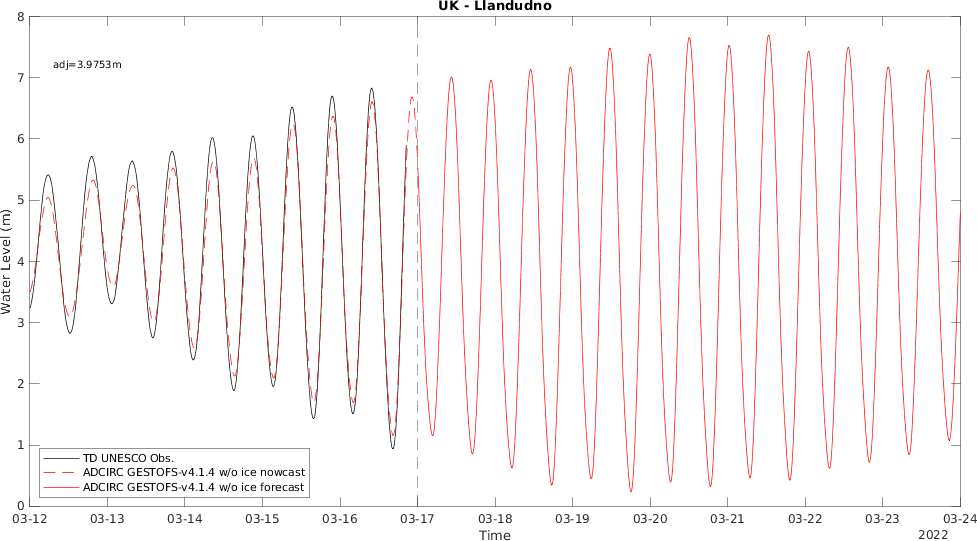 UK - Llandudno
adj=3.9753m
Water Level (m)
8
7
6
5
4
3
2
1
0
TD UNESCO Obs.
ADCIRC GESTOFS-v4.1.4 w/o ice nowcast
ADCIRC GESTOFS-v4.1.4 w/o ice forecast
03-12 03-13 03-14 03-15 03-16 03-17 03-18 03-19 03-20 03-21 03-22 03-23 03-24
Time
2022